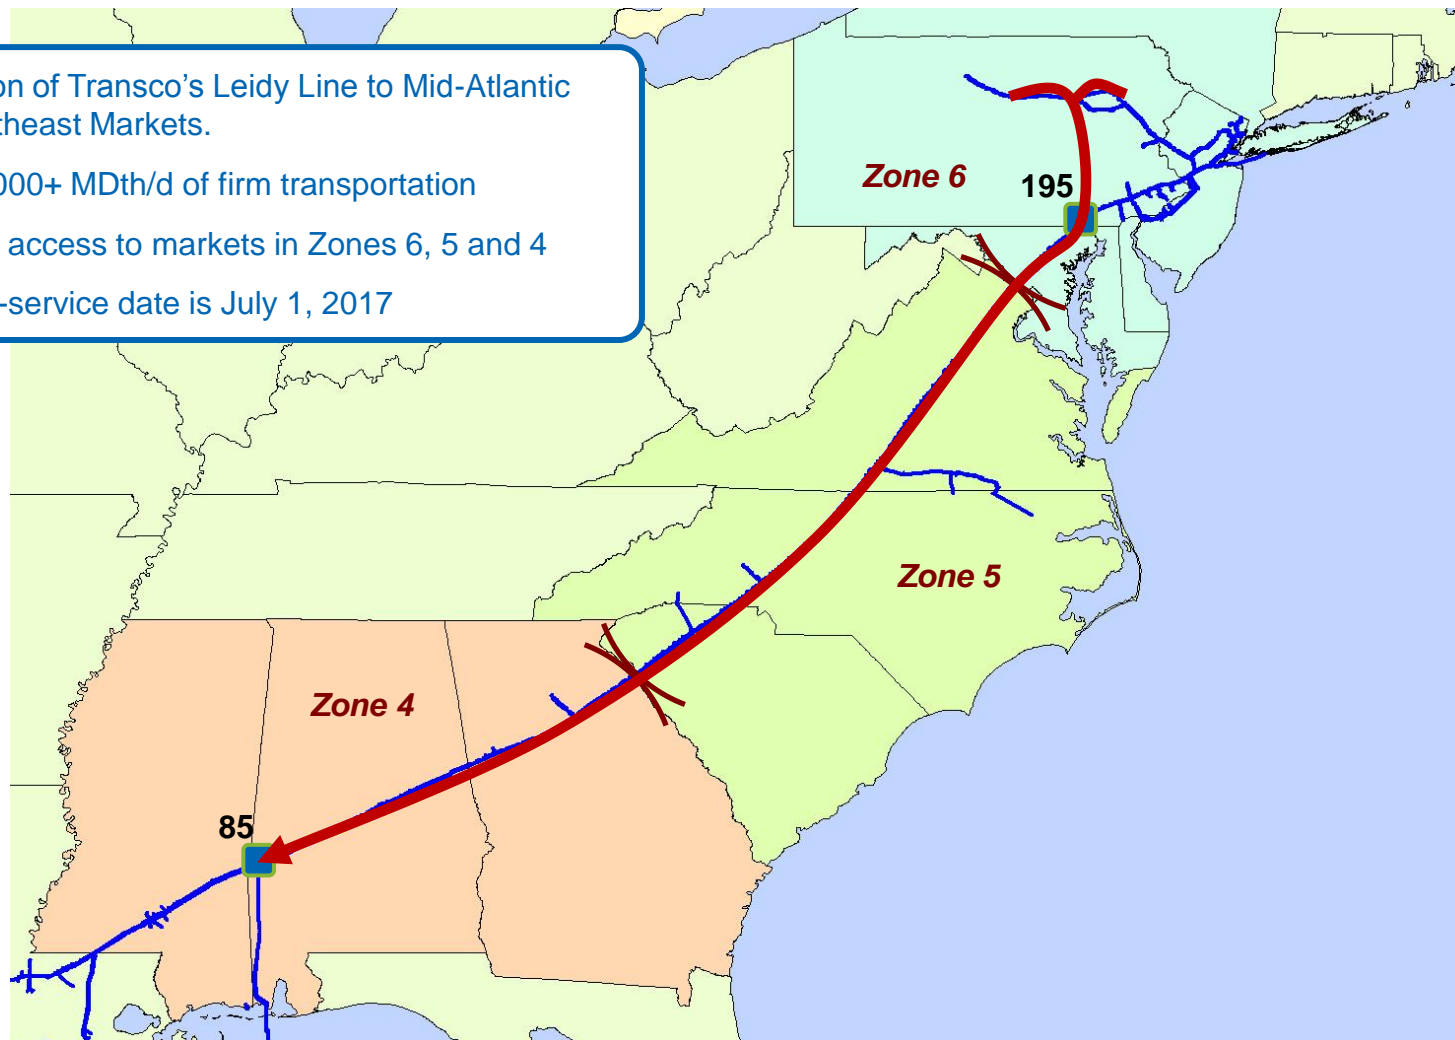 on of Transco's Leidy Line to Mid-Atlantic
theast Markets.
000+ MDth/d of firm transportation
access to markets in Zones 6, 5 and 4
-service date is July 1, 2017
Zone 6
195
Zone 5
Zone 4
85